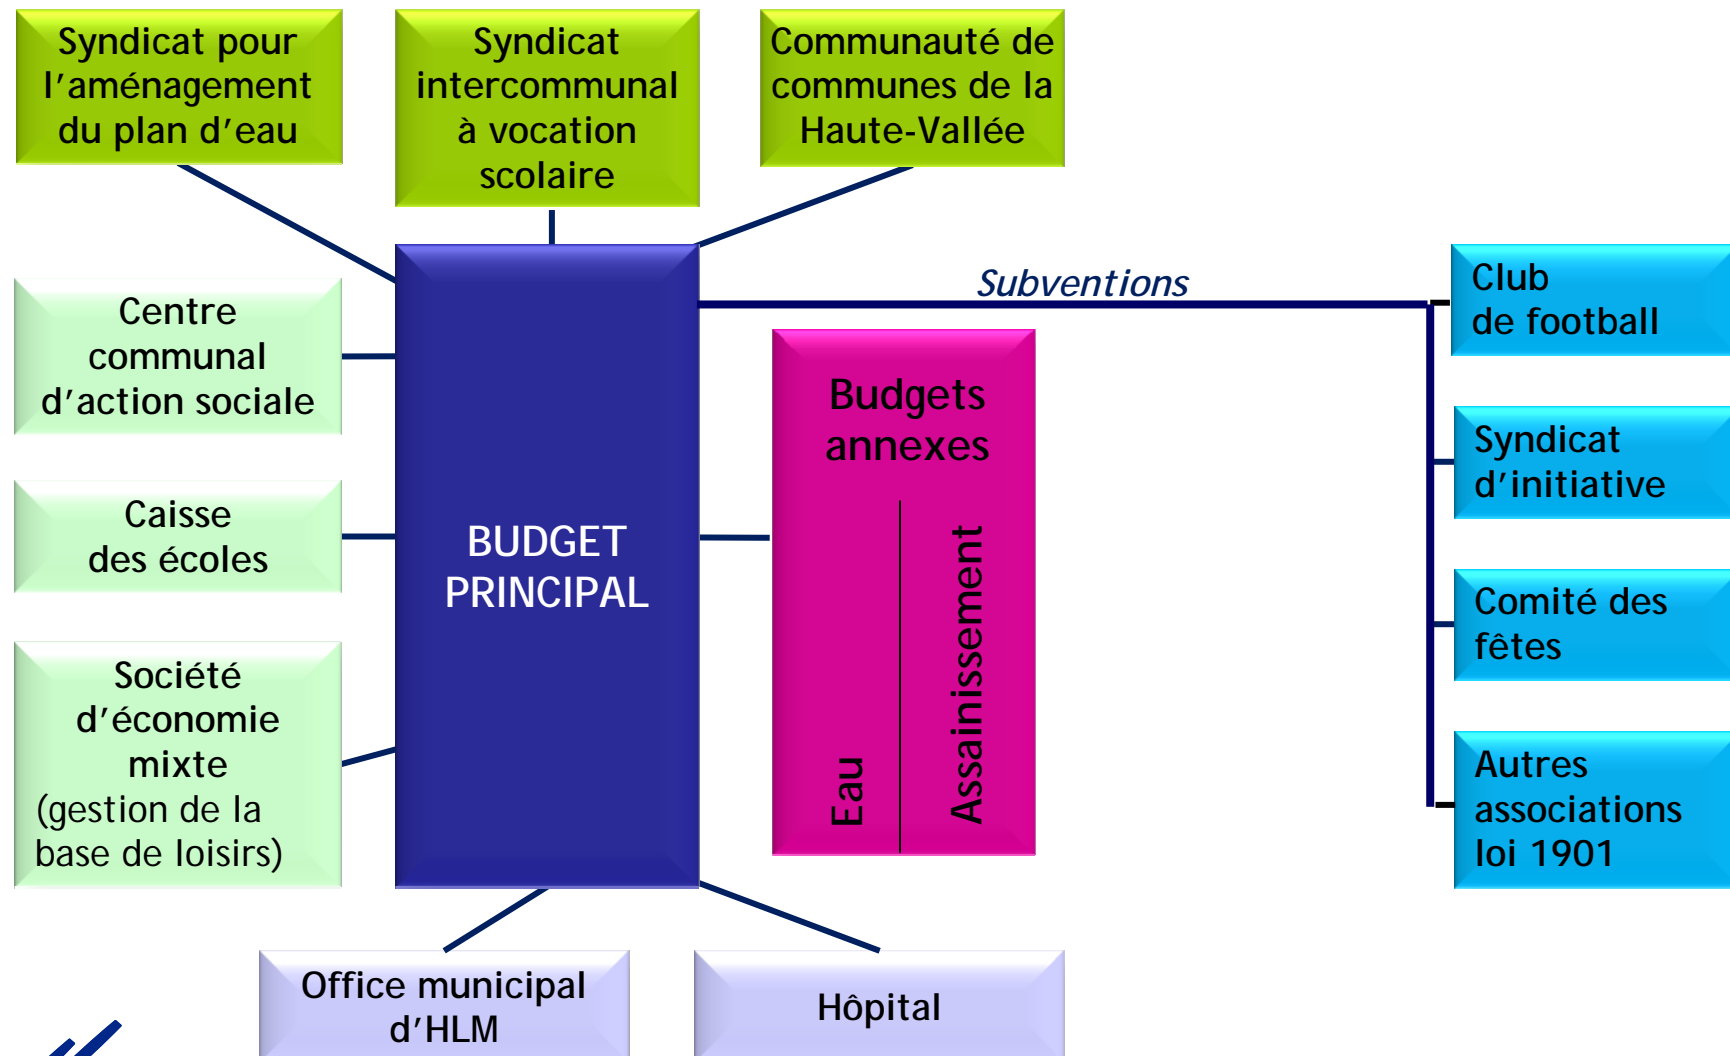 Syndicat pour
l'aménagement
du plan d'eau
Syndicat
intercommunal
à vocation
scolaire
Communauté de
communes de la
Haute-Vallée
Centre
communal
d'action sociale
Caisse
des écoles
Société
d'économie
mixte
(gestion de la
base de loisirs)
BUDGET
PRINCIPAL
Subventions
Budgets
annexes
Eau
Assainissement
Club
de football
Syndicat
d'initiative
Comité des
fêtes
Autres
associations
loi 1901
Office municipal
d'HLM
Hôpital